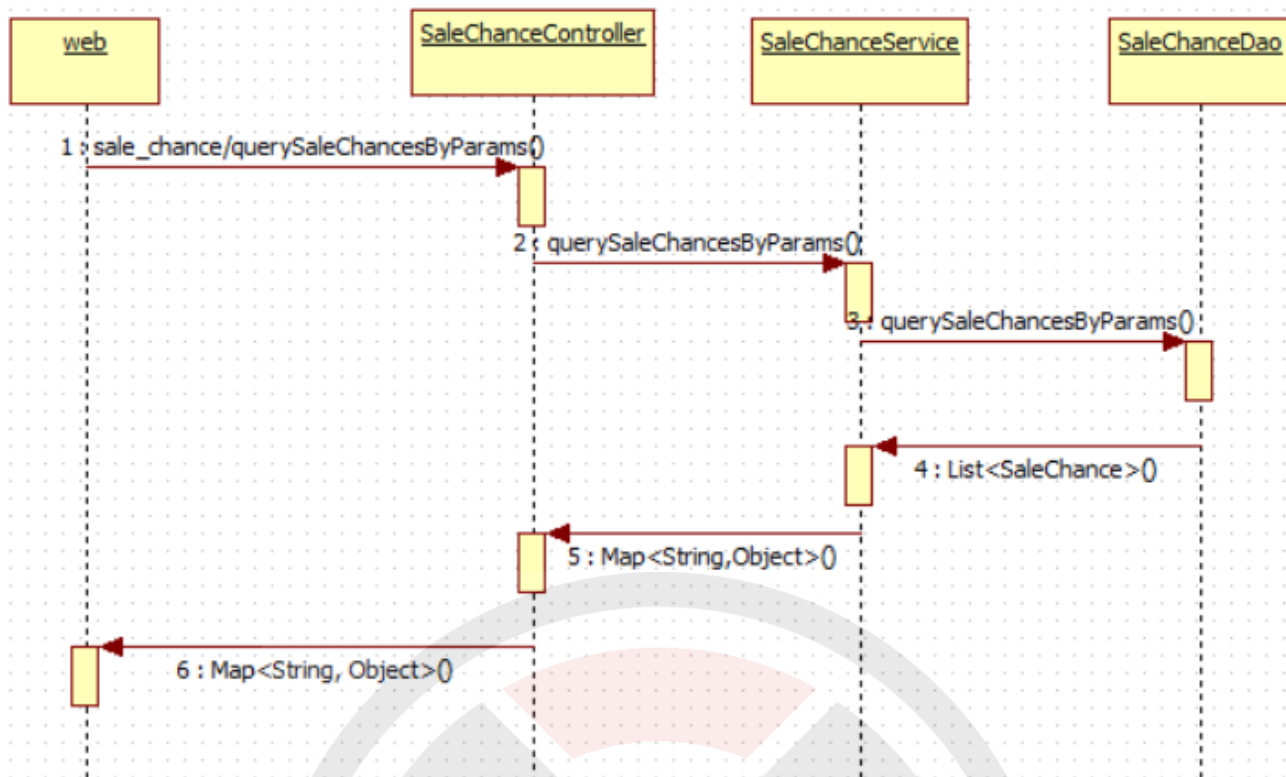 web
SaleChanceController
SaleChanceService
SaleChanceDao
1 : sale_chance/querySaleChancesByParams()
2 : querySaleChancesByParams()
3 : querySaleChancesByParams()
4 : List<SaleChance>()
5 : Map<String,Object>()
6 : Map<String, Object>()